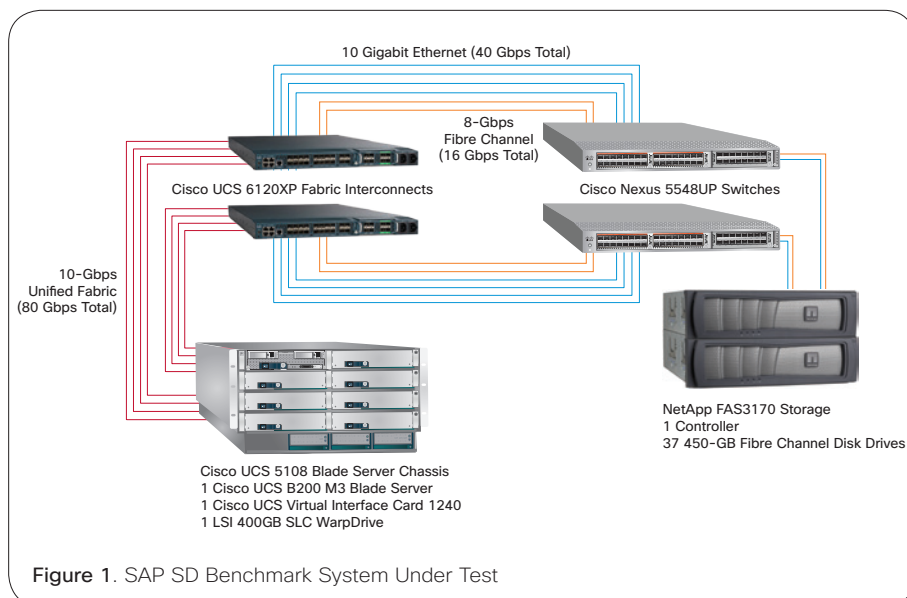 10 Gigabit Ethernet (40 Gbps Total)
8-Gbps
Fibre Channel
(16 Gbps Total)
Cisco UCS 6120XP Fabric Interconnects
Cisco Nexus 5548UP Switches
10-Gbps
Unified Fabric
(80 Gbps Total)
NetApp FAS3170 Storage
1 Controller
37 450-GB Fibre Channel Disk Drives
Cisco UCS 5108 Blade Server Chassis
1 Cisco UCS B200 M3 Blade Server
1 Cisco UCS Virtual Interface Card 1240
1 LSI 400GB SLC WarpDrive
Figure 1. SAP SD Benchmark System Under Test